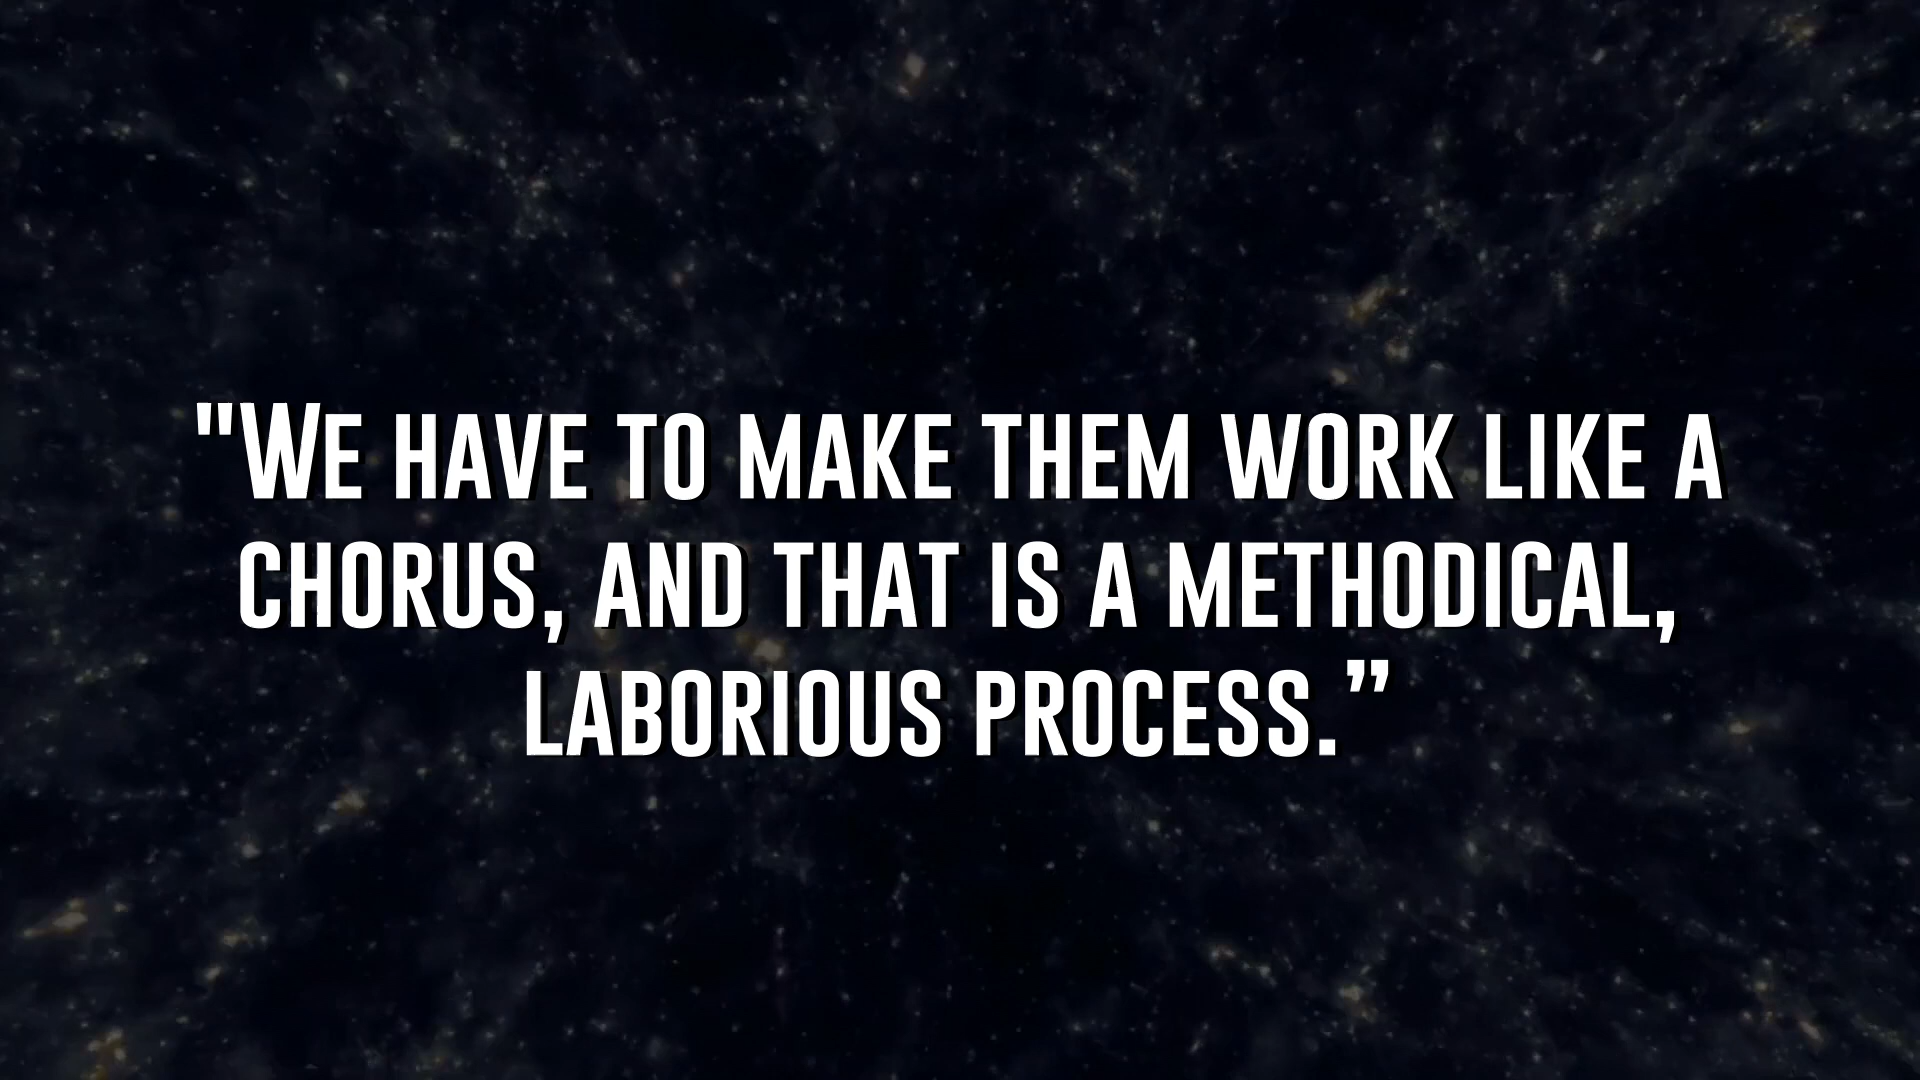 "We have to make them work like a
chorus, and that is a methodical,
laborious process.”